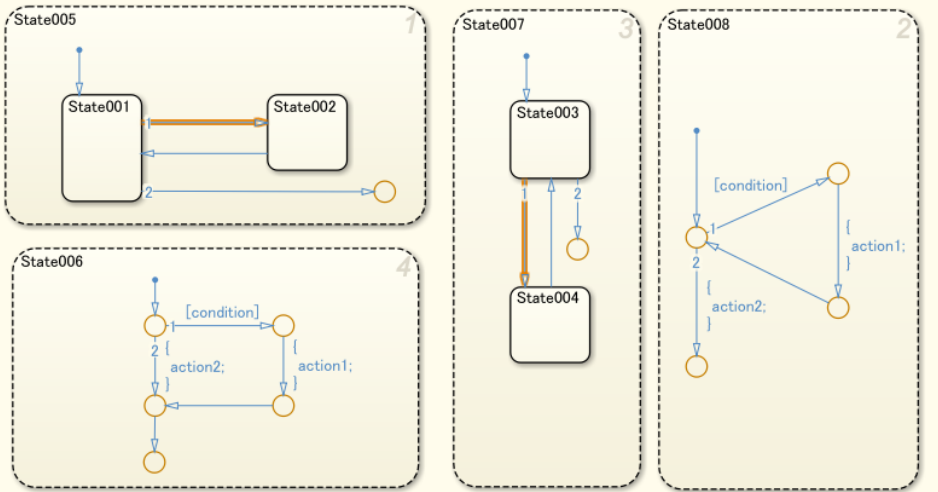 State005
1
State001
State002
1
2
State006
4
[condition]
1
2
{
action2;
}
{
action1;
}
State007
3
State003
1
2
State004
State008
2
[condition]
1
{
action1;
}
2
{
action2;
}